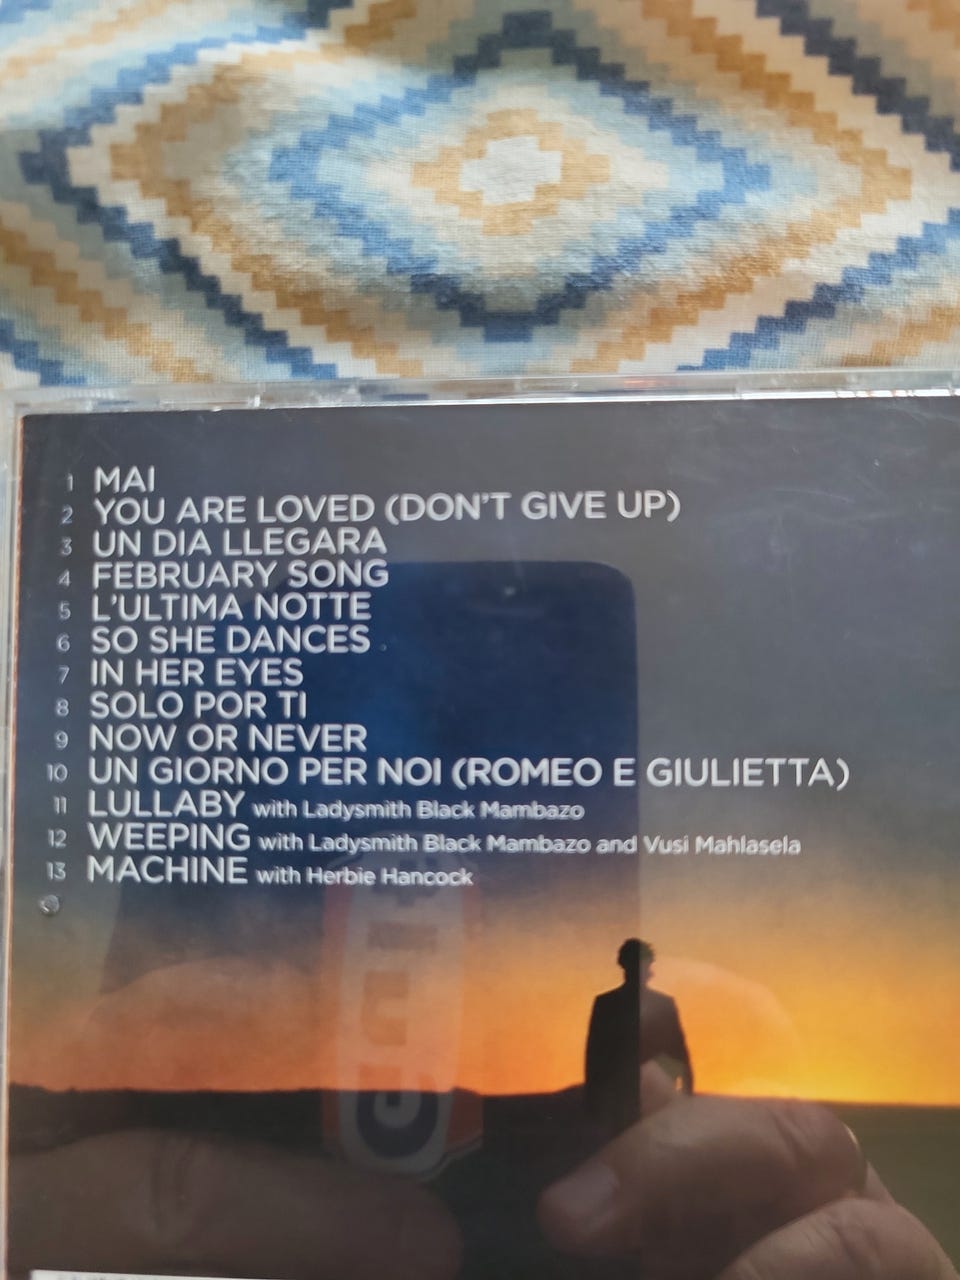 1 MAI
2 YOU ARE LOVED (DON'T GIVE UP)
3 UN DIA LLEGARA
4 FEBRUARY SONG
5 L'ULTIMA NOTTE
6 SO SHE DANCES
7 IN HER EYES
8 SOLO POR TI
9 NOW OR NEVER
10 UN GIORNO PER NOI (ROMEO E GIULIETTA)
11 LULLABY with Ladysmith Black Mambazo
12 WEEPING with Ladysmith Black Mambazo and Vusi Mahlasela
13 MACHINE with Herbie Hancock